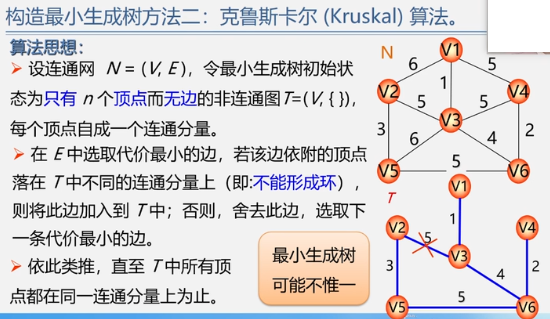 构造最小生成树方法二：克鲁斯卡尔 (Kruskal) 算法。
算法思想：
➤ 设连通网 N = (V, E )，令最小生成树初始状
态为只有 n 个顶点而无边的非连通图T=(V, { })，
每个顶点自成一个连通分量。
➤ 在 E 中选取代价最小的边，若该边依附的顶点
落在 T 中不同的连通分量上（即:不能形成环），
则将此边加入到 T 中；否则，舍去此边，选取下
一条代价最小的边。
➤ 依此类推，直至 T 中所有顶
点都在同一连通分量上为止。
最小生成树
可能不惟一
N
V1
6
5
1
V2
5
5
V4
V3
3
6
4
2
V5
5
V6
T
V1
1
V2
5
V4
V3
3
4
2
5
V5
V6